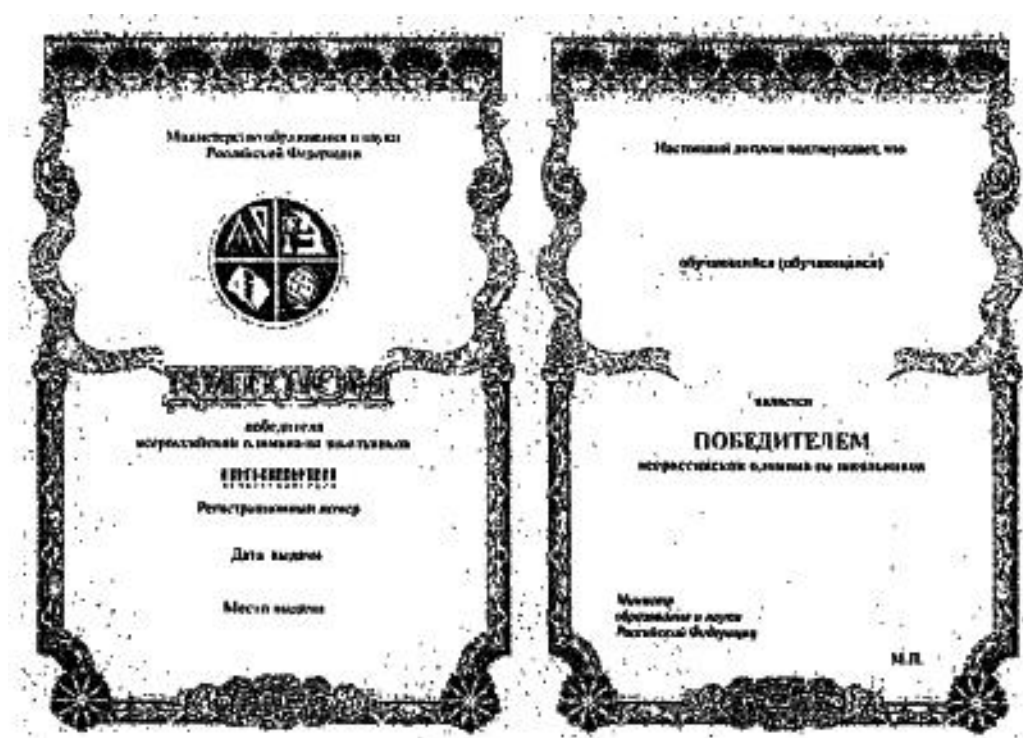 Министерство образования и науки
Российской Федерации
ДИПЛОМ
победителя
всероссийской олимпиады школьников
Регистрационный номер
Дата выдачи
Место выдачи
Настоящий диплом подтверждает, что
обучающийся (обучающаяся)
является
ПОБЕДИТЕЛЕМ
всероссийской олимпиады школьников
Министр
образования и науки
Российской Федерации
М.П.